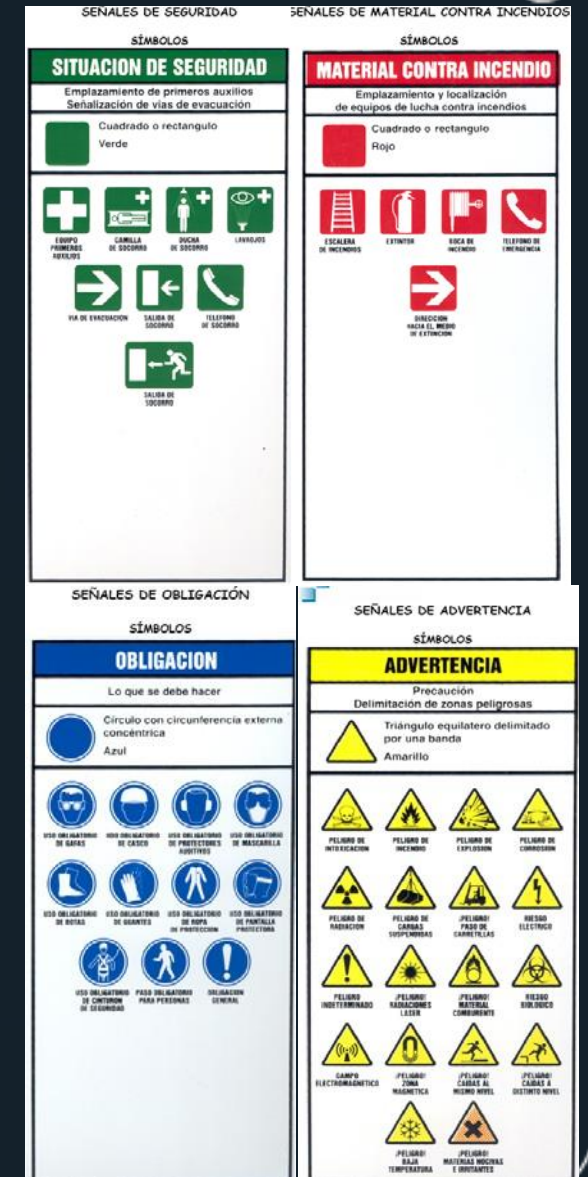 SEÑALES DE SEGURIDAD
SÍMBOLOS
SITUACION DE SEGURIDAD
Emplazamiento de primeros auxilios
Señalización de vías de evacuación
Cuadrado o rectangulo
Verde
EQUIPO
PRIMEROS
AUXILIOS
CAMILLA
DE SOCORRO
DUCHA
DE SOCORRO
LAVAOJOS
VIA DE EVACUACION
SALIDA DE
SOCORRO
TELEFONO
DE SOCORRO
SALIDA DE
SOCORRO
SEÑALES DE MATERIAL CONTRA INCENDIOS
SÍMBOLOS
MATERIAL CONTRA INCENDIO
Emplazamiento y localización
de equipos de lucha contra incendios
Cuadrado o rectangulo
Rojo
ESCALERA
DE INCENDIOS
EXTINTOR
BOCA DE
INCENDIO
TELEFONO DE
EMERGENCIA
DIRECCION
HACIA EL MEDIO
DE EXTINCION
SEÑALES DE OBLIGACIÓN
SÍMBOLOS
OBLIGACION
Lo que se debe hacer
Círculo con circunferencia externa
concéntrica
Azul
USO OBLIGATORIO
DE GAFAS
USO OBLIGATORIO
DE CASCO
USO OBLIGATORIO
DE PROTECTORES
AUDITIVOS
USO OBLIGATORIO
DE MASCARILLA
USO OBLIGATORIO
DE BOTAS
USO OBLIGATORIO
DE GUANTES
USO OBLIGATORIO
DE ROPA
DE PROTECCION
USO OBLIGATORIO
DE PANTALLA
PROTECTORA
USO OBLIGATORIO
DE CINTURON
DE SEGURIDAD
PASO OBLIGATORIO
PARA PERSONAS
OBLIGACION
GENERAL
SEÑALES DE ADVERTENCIA
SÍMBOLOS
ADVERTENCIA
Precaución
Delimitación de zonas peligrosas
Triángulo equilatero delimitado
por una banda
Amarillo
PELIGRO DE
INTOXICACION
PELIGRO DE
INCENDIO
PELIGRO DE
EXPLOSION
PELIGRO DE
CORROSION
PELIGRO DE
RADIACION
PELIGRO DE
CARGAS
SUSPENDIDAS
¡PELIGRO!
PASO DE
CARRETILLAS
RIESGO
ELECTRICO
PELIGRO
INDETERMINADO
¡PELIGRO!
RADIACIONES
LASER
¡PELIGRO!
MATERIAL
COMBURENTE
RIESGO
BIOLOGICO
CAMPO
ELECTROMAGNETICO
¡PELIGRO!
ZONA
MAGNETICA
¡PELIGRO!
CAIDAS AL
MISMO NIVEL
¡PELIGRO!
CAIDAS A
DISTINTO NIVEL
¡PELIGRO!
BAJA
TEMPERATURA
¡PELIGRO!
MATERIAS NOCIVAS
E IRRITANTES